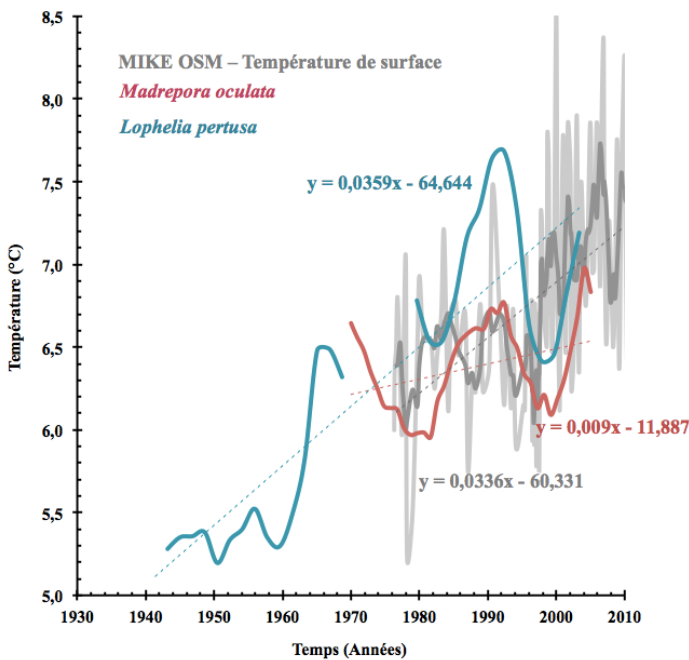 8,5
MIKE OSM – Température de surface
Madrepora oculata
8,0
Lophelia pertusa
y = 0,0359x - 64,644
7,5
Température (°C)
7,0
6,5
6,0
y = 0,009x - 11,887
y = 0,0336x - 60,331
5,5
5,0
1930 1940 1950 1960 1970 1980 1990 2000 2010
Temps (Années)